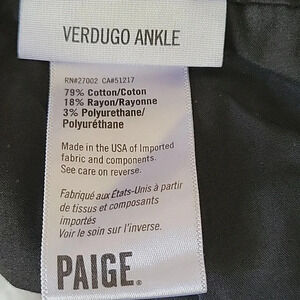 VERDUGO ANKLE
RN#27002 CA#51217
79% Cotton/Coton
18% Rayon/Rayonne
3% Polyurethane/
Polyuréthane
Made in the USA of Imported
fabric and components.
See care on reverse.
Fabriqué aux États-Unis à partir
de tissus et composants
importés
Voir le soin sur l'inverse.
PAIGE®